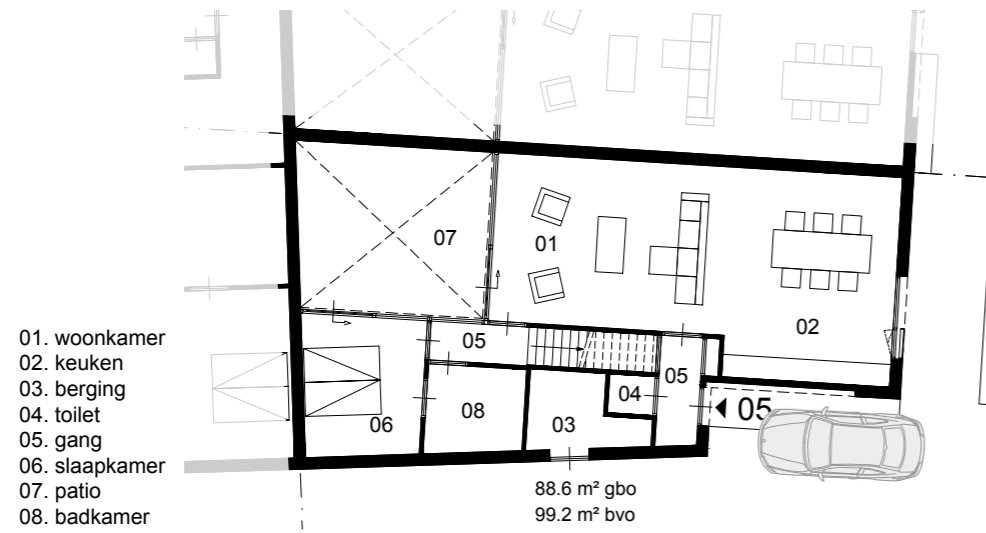 07
01
02
05
05
04
05
08
03
06
01. woonkamer
02. keuken
03. berging
04. toilet
05. gang
06. slaapkamer
07. patio
08. badkamer
88.6 m² gbo
99.2 m² bvo